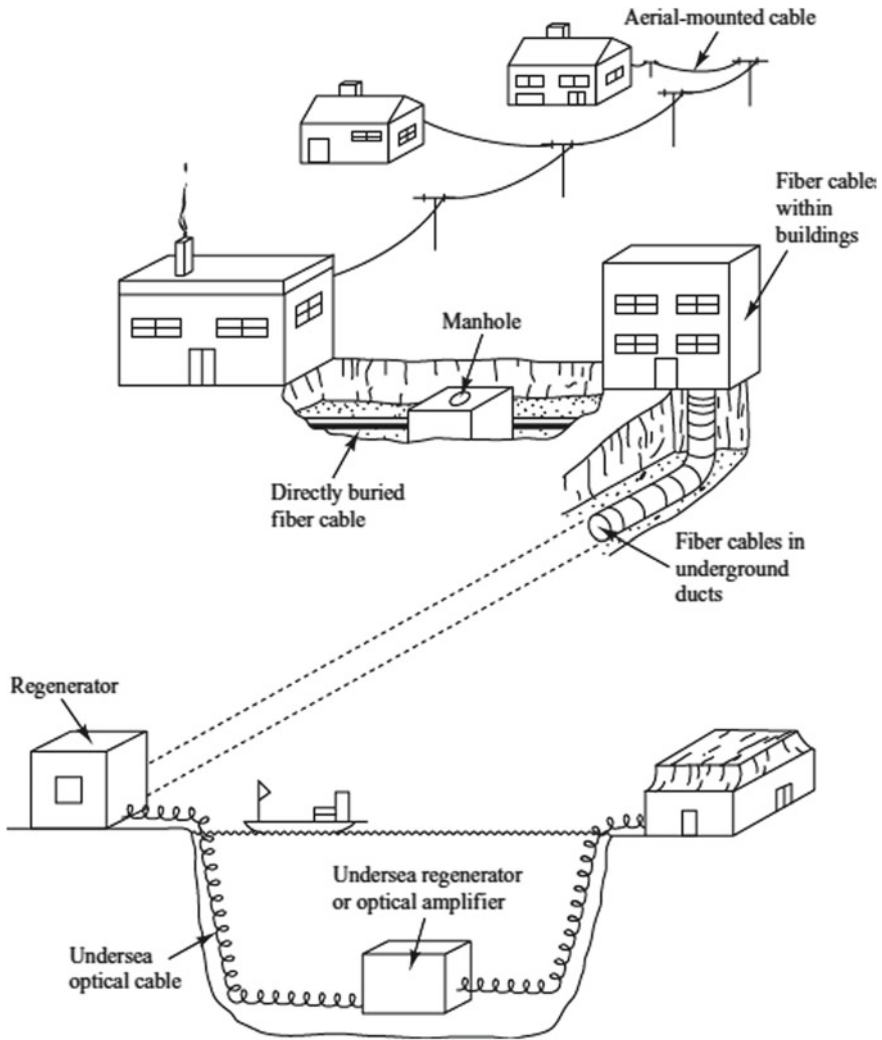 Aerial-mounted
cable
Fiber cable
within
buildings
Manhole
Directly buried
fiber cable
Fiber cables in
underground
ducts
Regenerator
Undersea regenerator
or optical amplifier
Undersea
optical cable